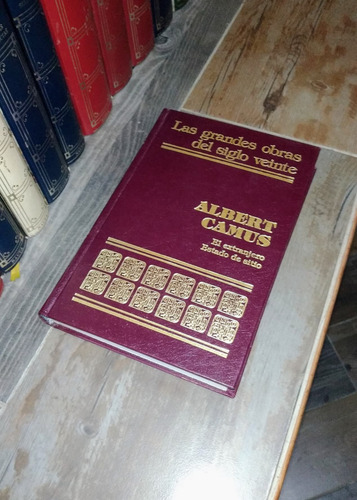 Las grandes obras
del siglo veinte
ALBERT
CAMUS
El extranjero
Estado de sitio